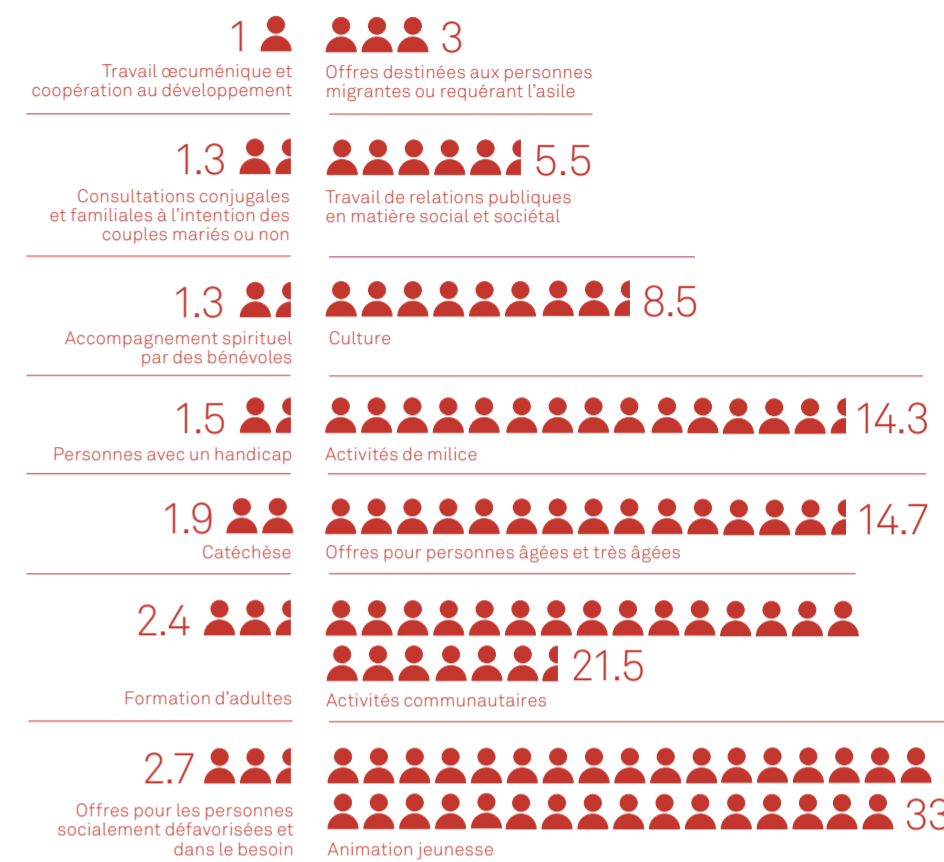 1
Travail œcuménique et
coopération au développement
3
Offres destinées aux personnes
migrantes ou requérant l'asile
1.3
Consultations conjugales
et familiales à l'intention des
couples mariés ou non
5.5
Travail de relations publiques
en matière social et sociétal
1.3
Accompagnement spirituel
par des bénévoles
8.5
Culture
1.5
Personnes avec un handicap
14.3
Activités de milice
1.9
Catéchèse
14.7
Offres pour personnes âgées et très âgées
2.4
Formation d'adultes
21.5
Activités communautaires
2.7
Offres pour les personnes
socialement défavorisées et
dans le besoin
33
Animation jeunesse